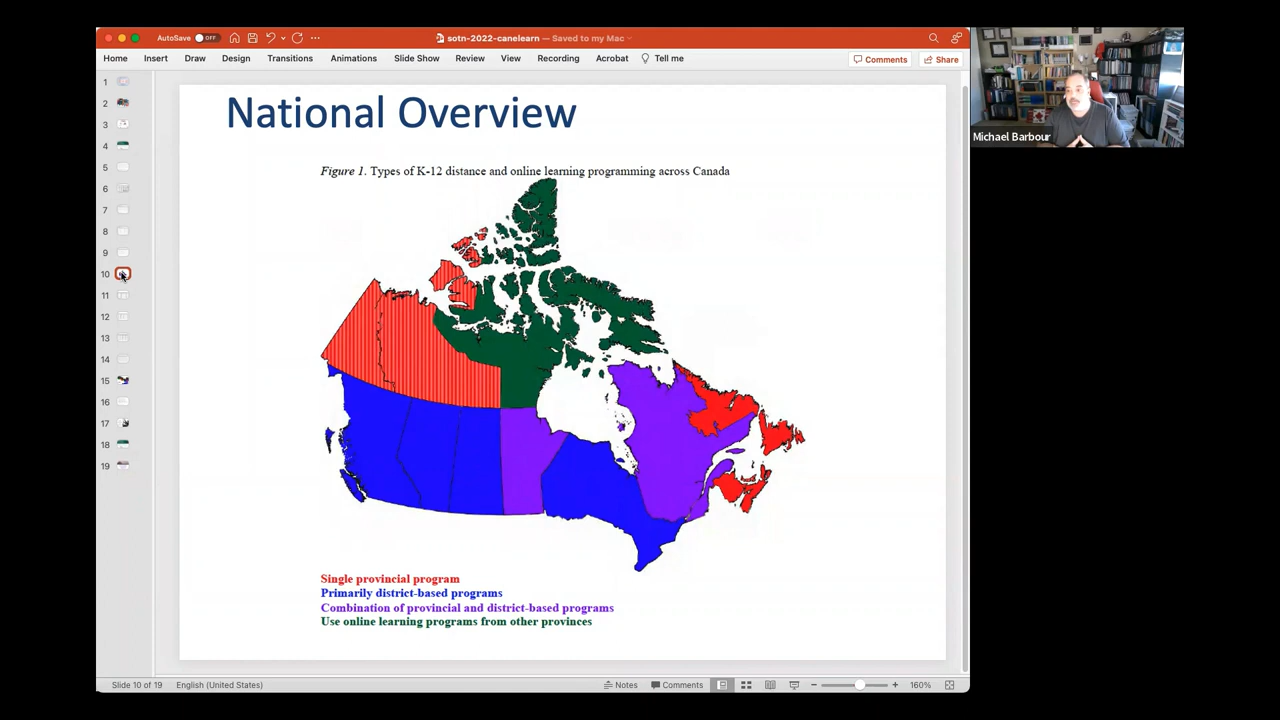 AutoSave OFF
sotn-2022-canelearn — Saved to my Mac
Home Insert Draw Design Transitions Animations Slide Show Review View Recording Acrobat Tell me
Comments Share
1
2
3
4
5
6
7
8
9
10
11
12
13
14
15
16
17
18
19
National Overview
Figure 1. Types of K-12 distance and online learning programming across Canada
Single provincial program
Primarily district-based programs
Combination of provincial and district-based programs
Use online learning programs from other provinces
Michael Barbour
Slide 10 of 19 English (United States) Notes Comments 160%